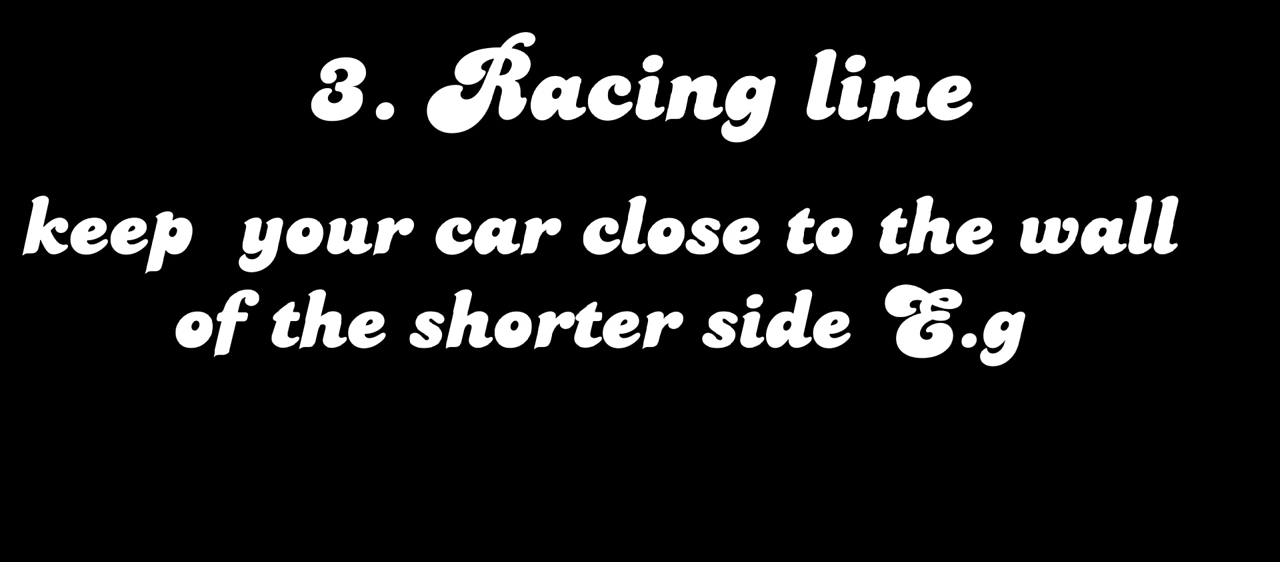 3. Racing line
keep your car close to the wall
of the shorter side E.g